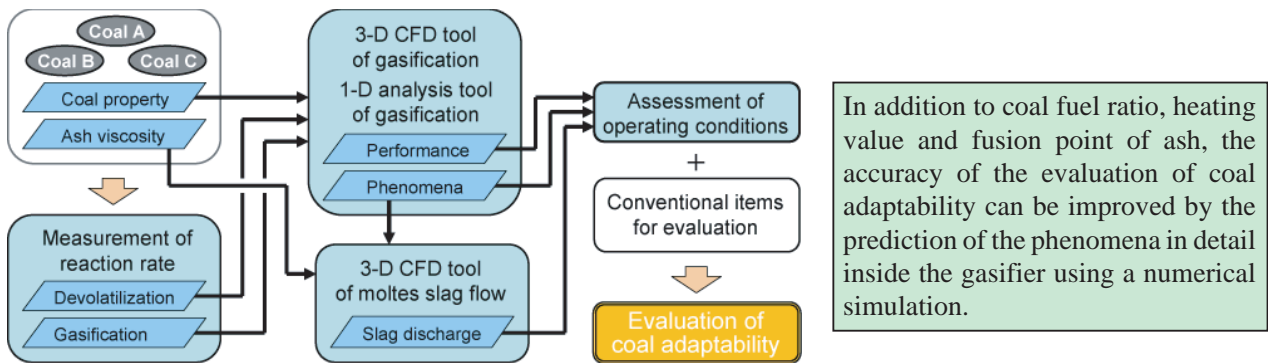 Coal A
Coal B
Coal C
Coal property
Ash viscosity
Measurement of
reaction rate
Devolatilization
Gasification
3-D CFD tool
of gasification
1-D analysis tool
of gasification
Performance
Phenomena
3-D CFD tool
of moltes slag flow
Slag discharge
Assessment of
operating conditions
+
Conventional items
for evaluation
Evaluation of
coal adaptability
In addition to coal fuel ratio, heating
value and fusion point of ash, the
accuracy of the evaluation of coal
adaptability can be improved by the
prediction of the phenomena in detail
inside the gasifier using a numerical
simulation.